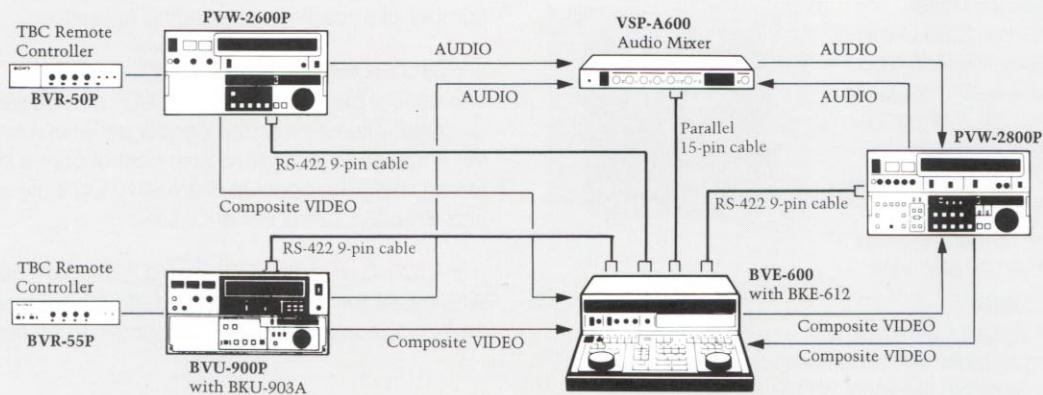 PVW-2600P
TBC Remote
Controller
BVR-50P
AUDIO
VSP-A600
Audio Mixer
AUDIO
AUDIO
Parallel
15-pin cable
PVW-2800P
RS-422 9-pin cable
Composite VIDEO
RS-422 9-pin cable
RS-422 9-pin cable
TBC Remote
Controller
BVR-55P
BVU-900P
with BKU-903A
Composite VIDEO
BVE-600
with BKE-612
Composite VIDEO
Composite VIDEO